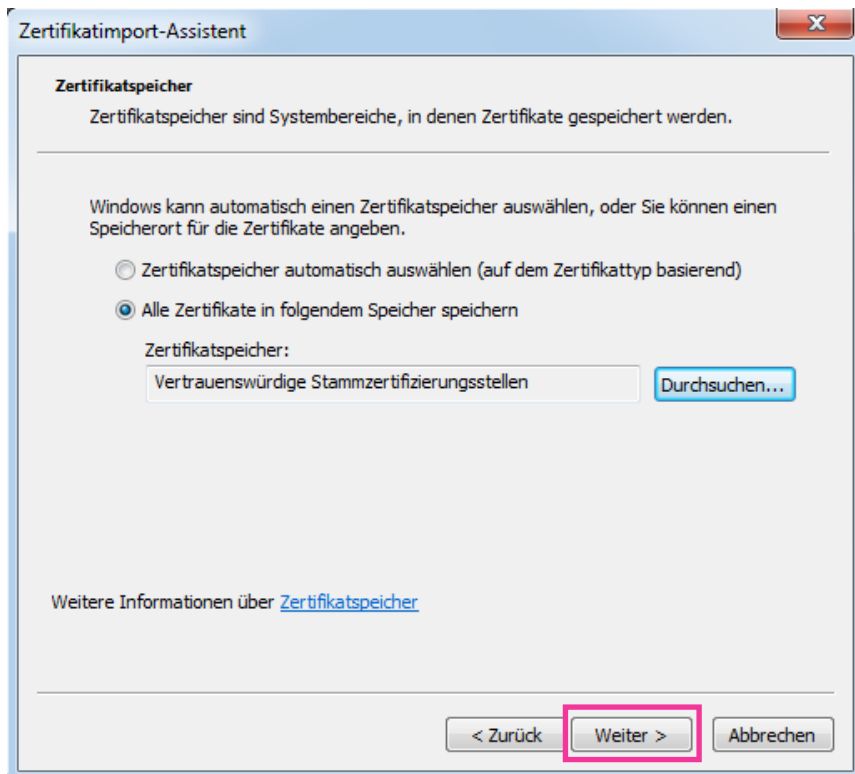 Zertifikatimport-Assistent
Zertifikatspeicher
Zertifikatspeicher sind Systembereiche, in denen Zertifikate gespeichert werden.
Windows kann automatisch einen Zertifikatspeicher auswählen, oder Sie können einen
Speicherort für die Zertifikate angeben.
Zertifikatspeicher automatisch auswählen (auf dem Zertifikattyp basierend)
Alle Zertifikate in folgendem Speicher speichern
Zertifikatspeicher:
Vertrauenswürdige Stammzertifizierungsstellen
Durchsuchen...
Weitere Informationen über Zertifikatspeicher
< Zurück
Weiter >
Abbrechen